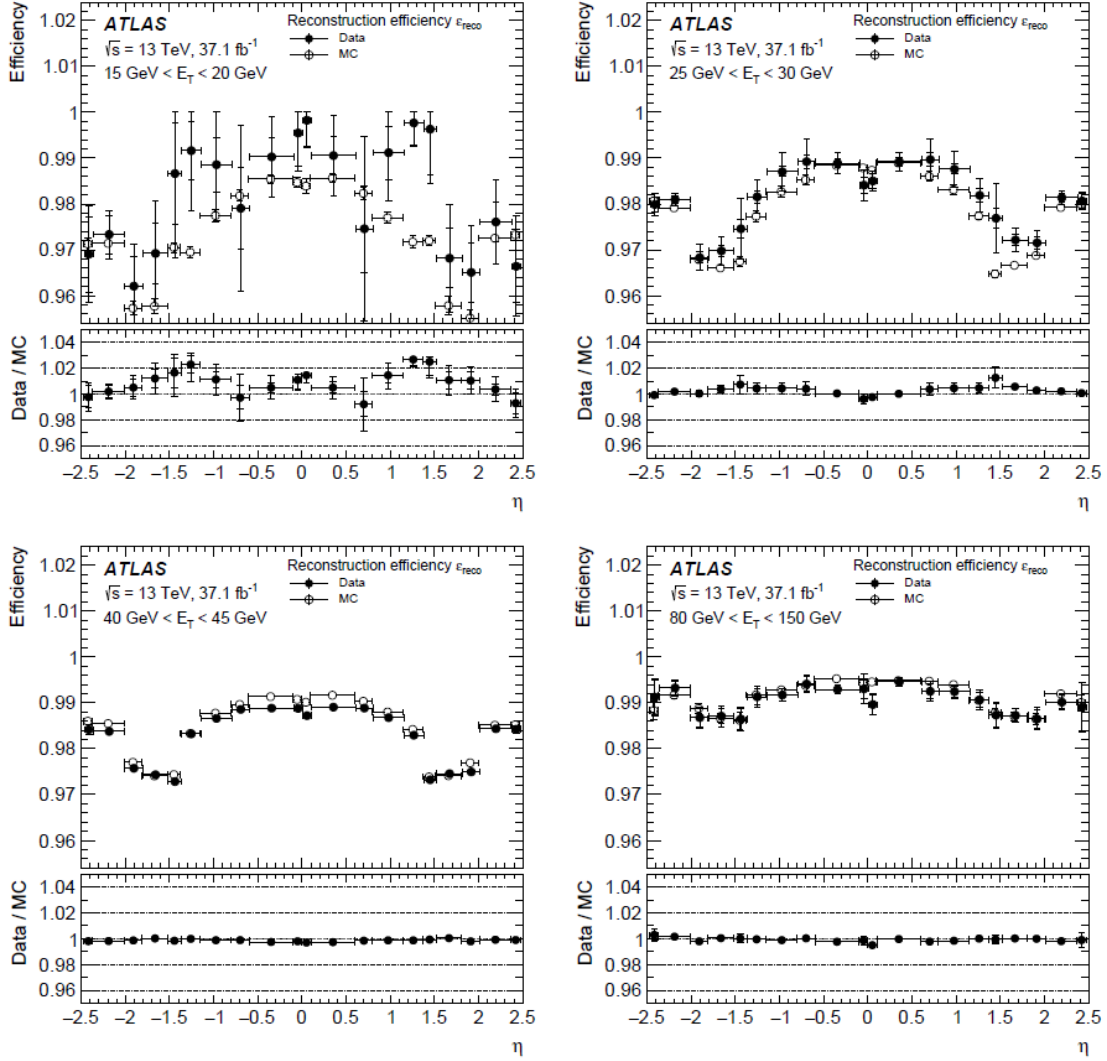 ATLAS
Reconstruction efficiency εreco
√s = 13 TeV, 37.1 fb⁻¹
Data
MC
15 GeV < E_T < 20 GeV
Efficiency
1.02
1.01
1
0.99
0.98
0.97
0.96
Data / MC
1.04
1.02
1
0.98
0.96
−2.5 −2 −1.5 −1 −0.5 0 0.5 1 1.5 2 2.5
η
ATLAS
Reconstruction efficiency εreco
√s = 13 TeV, 37.1 fb⁻¹
Data
MC
25 GeV < E_T < 30 GeV
Efficiency
1.02
1.01
1
0.99
0.98
0.97
0.96
Data / MC
1.04
1.02
1
0.98
0.96
−2.5 −2 −1.5 −1 −0.5 0 0.5 1 1.5 2 2.5
η
ATLAS
Reconstruction efficiency εreco
√s = 13 TeV, 37.1 fb⁻¹
Data
MC
40 GeV < E_T < 45 GeV
Efficiency
1.02
1.01
1
0.99
0.98
0.97
0.96
Data / MC
1.04
1.02
1
0.98
0.96
−2.5 −2 −1.5 −1 −0.5 0 0.5 1 1.5 2 2.5
η
ATLAS
Reconstruction efficiency εreco
√s = 13 TeV, 37.1 fb⁻¹
Data
MC
80 GeV < E_T < 150 GeV
Efficiency
1.02
1.01
1
0.99
0.98
0.97
0.96
Data / MC
1.04
1.02
1
0.98
0.96
−2.5 −2 −1.5 −1 −0.5 0 0.5 1 1.5 2 2.5
η